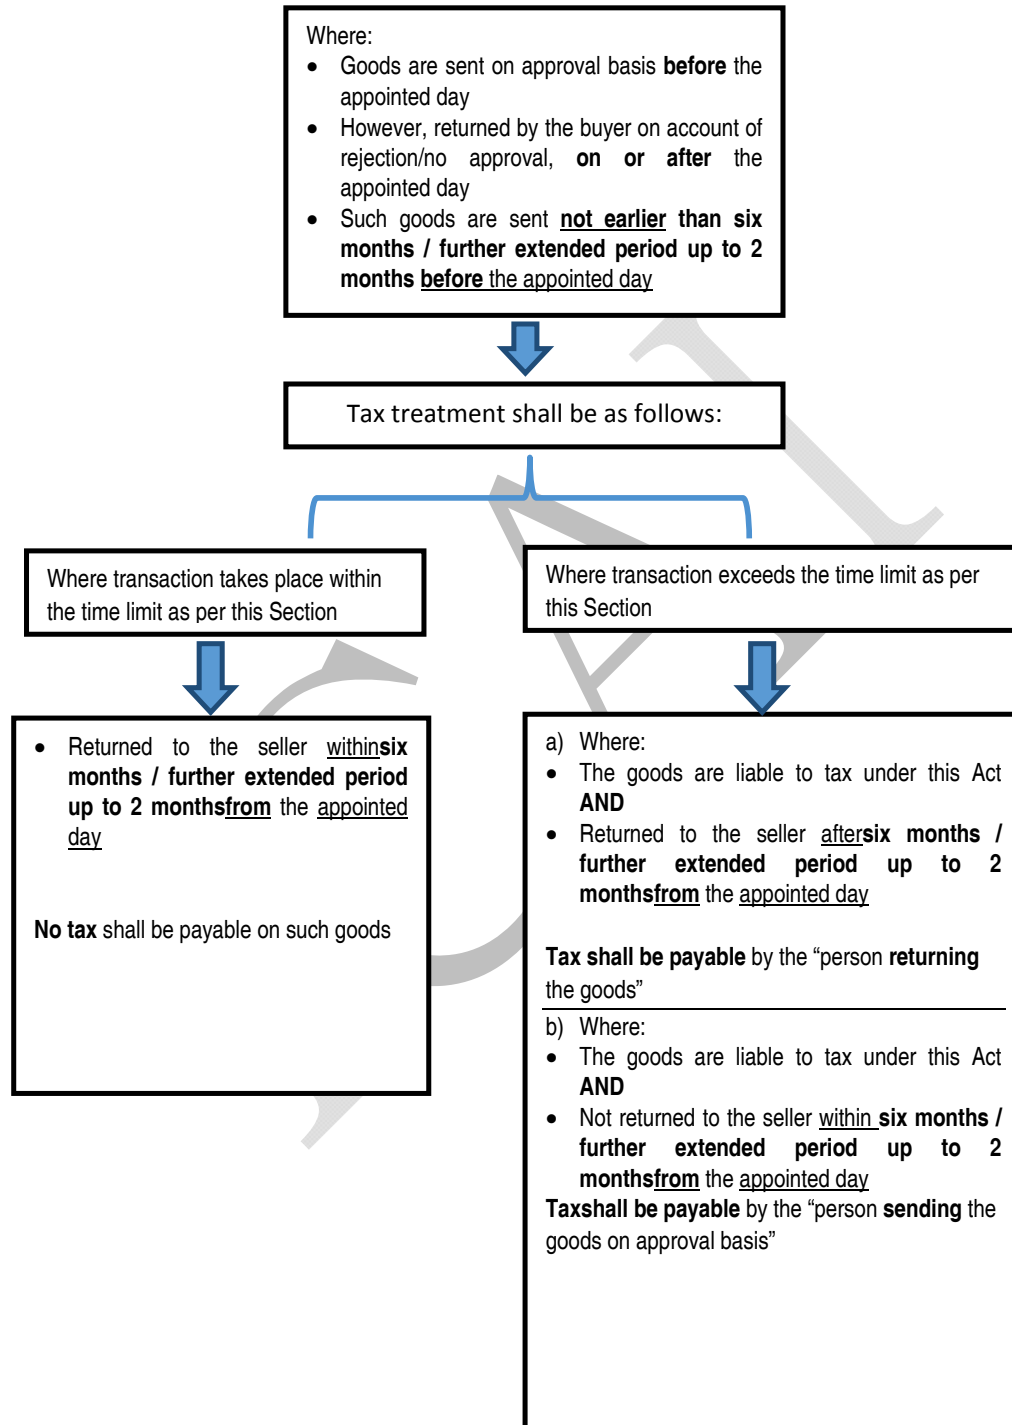 Where:
• Goods are sent on approval basis before the
appointed day
• However, returned by the buyer on account of
rejection/no approval, on or after the
appointed day
• Such goods are sent not earlier than six
months / further extended period up to 2
months before the appointed day
Tax treatment shall be as follows:
Where transaction takes place within
the time limit as per this Section
Where transaction exceeds the time limit as per
this Section
• Returned to the seller withinsix
months / further extended period
up to 2 monthsfrom the appointed
day
No tax shall be payable on such goods
a) Where:
• The goods are liable to tax under this Act
AND
• Returned to the seller aftersix months /
further extended period up to 2
monthsfrom the appointed day
Tax shall be payable by the “person returning
the goods”
b) Where:
• The goods are liable to tax under this Act
AND
• Not returned to the seller within six months /
further extended period up to 2
monthsfrom the appointed day
Taxshall be payable by the “person sending the
goods on approval basis”
ICAI